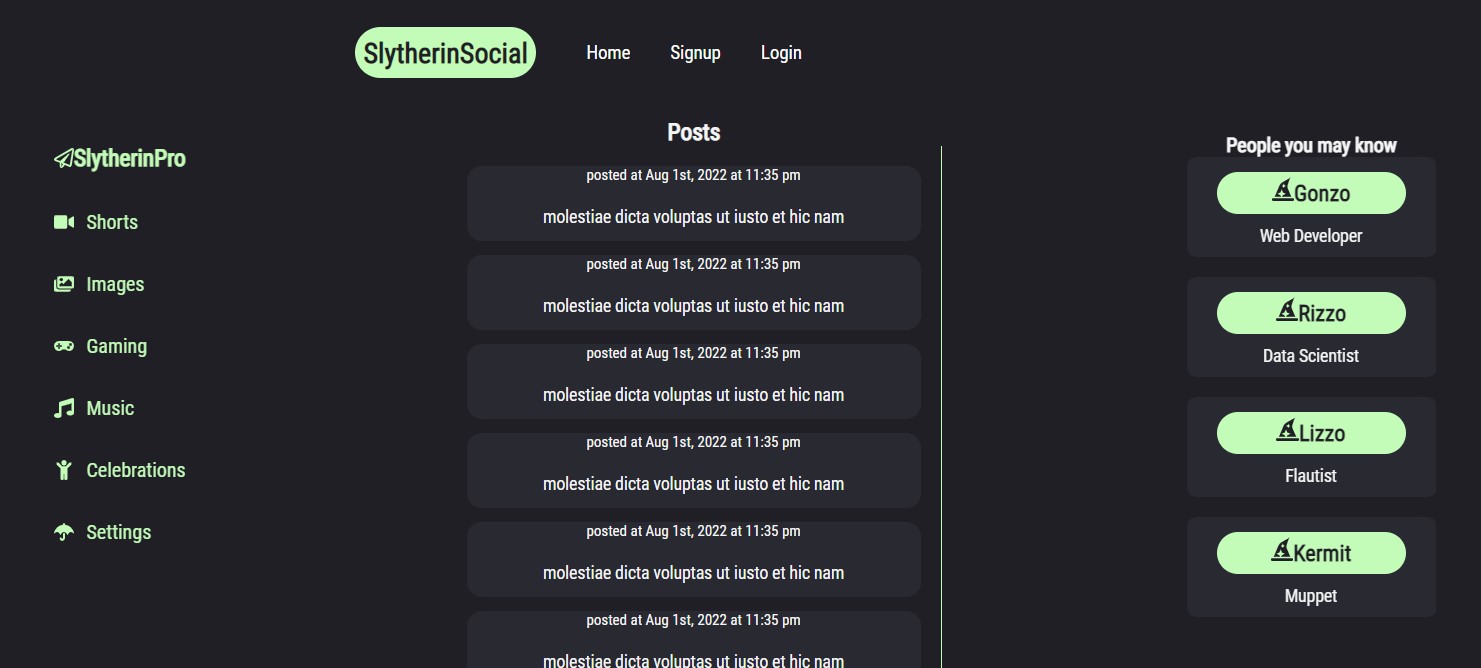 SlytherinSocial
Home Signup Login
SlytherinPro
Shorts
Images
Gaming
Music
Celebrations
Settings
Posts
posted at Aug 1st, 2022 at 11:35 pm
molestiae dicta voluptas ut iusto et hic nam
posted at Aug 1st, 2022 at 11:35 pm
molestiae dicta voluptas ut iusto et hic nam
posted at Aug 1st, 2022 at 11:35 pm
molestiae dicta voluptas ut iusto et hic nam
posted at Aug 1st, 2022 at 11:35 pm
molestiae dicta voluptas ut iusto et hic nam
posted at Aug 1st, 2022 at 11:35 pm
molestiae dicta voluptas ut iusto et hic nam
posted at Aug 1st, 2022 at 11:35 pm
molestiae dicta voluptas ut iusto et hic nam
People you may know
Gonzo
Web Developer
Rizzo
Data Scientist
Lizzo
Flautist
Kermit
Muppet